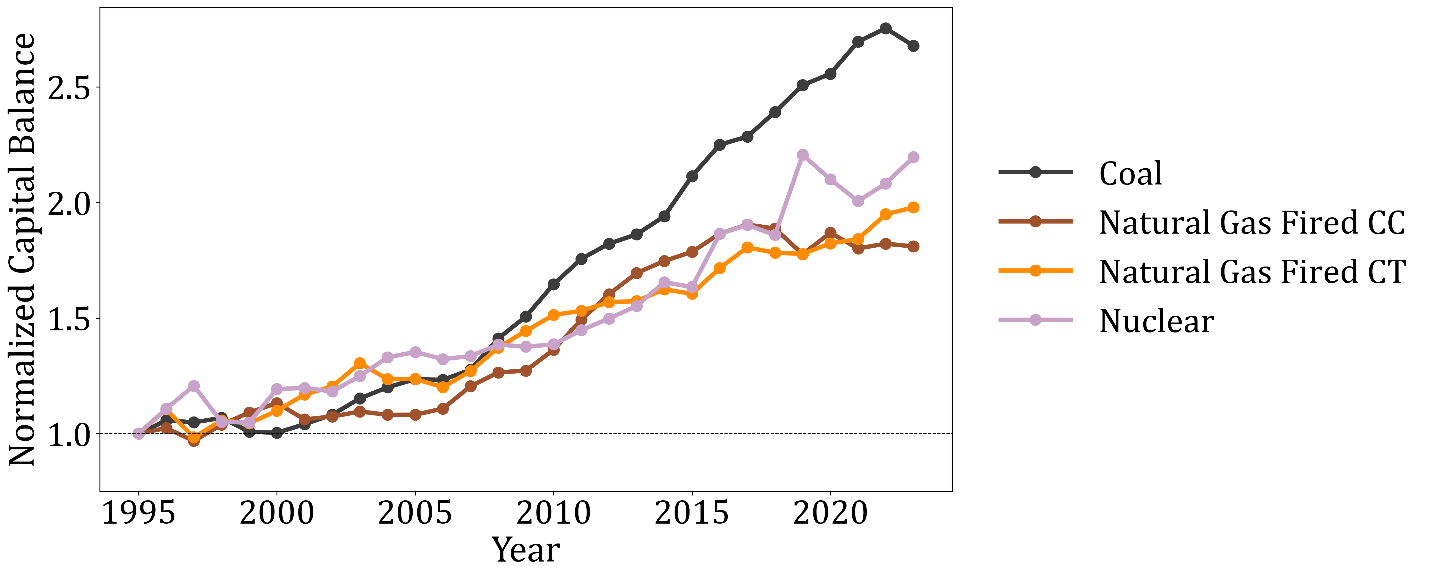 Normalized Capital Balance
2.5
2.0
1.5
1.0
1995 2000 2005 2010 2015 2020
Year
Coal
Natural Gas Fired CC
Natural Gas Fired CT
Nuclear